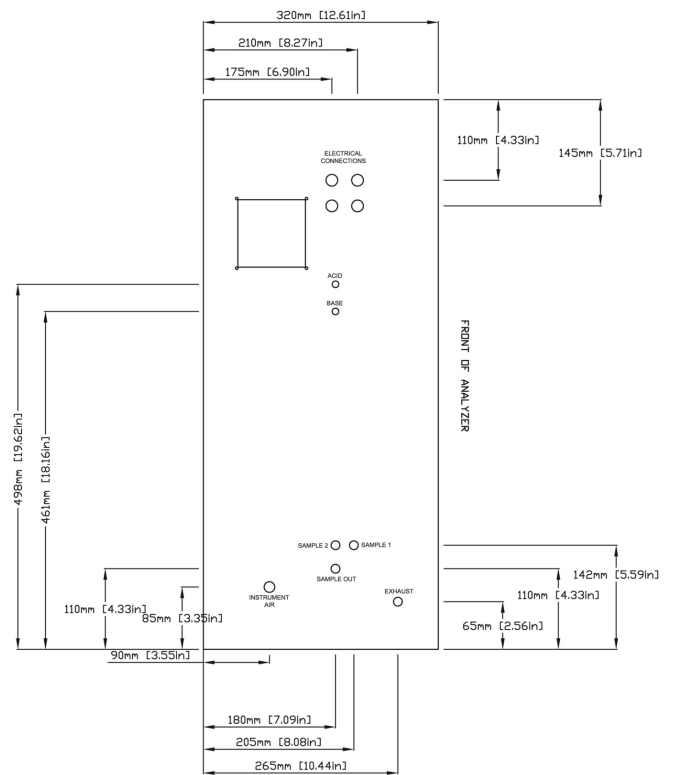 320mm [12.61in]
210mm [8.27in]
175mm [6.90in]
110mm [4.33in]
145mm [5.71in]
ELECTRICAL
CONNECTIONS
ACID
BASE
FRONT OF ANALYZER
498mm [19.62in]
461mm [18.16in]
SAMPLE 2
SAMPLE 1
SAMPLE OUT
INSTRUMENT
AIR
EXHAUST
142mm [5.59in]
110mm [4.33in]
110mm [4.33in]
85mm [3.35in]
65mm [2.56in]
90mm [3.55in]
180mm [7.09in]
205mm [8.08in]
265mm [10.44in]